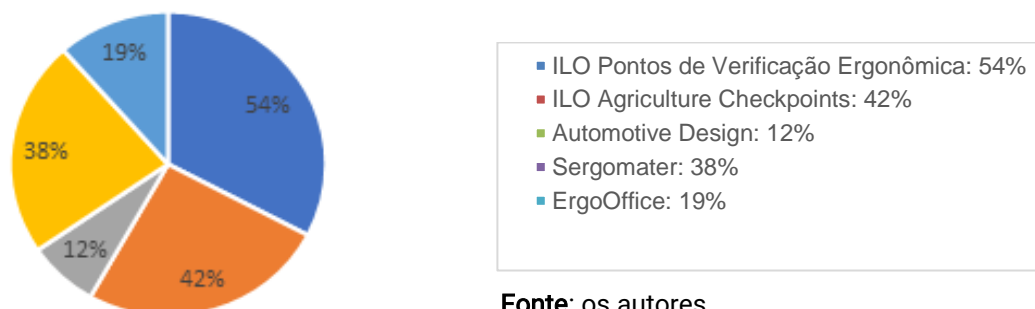 19%
54%
38%
12%
42%
ILO Pontos de Verificação Ergonômica: 54%
ILO Agriculture Checkpoints: 42%
Automotive Design: 12%
Sergomater: 38%
ErgoOffice: 19%
Fonte: os autores